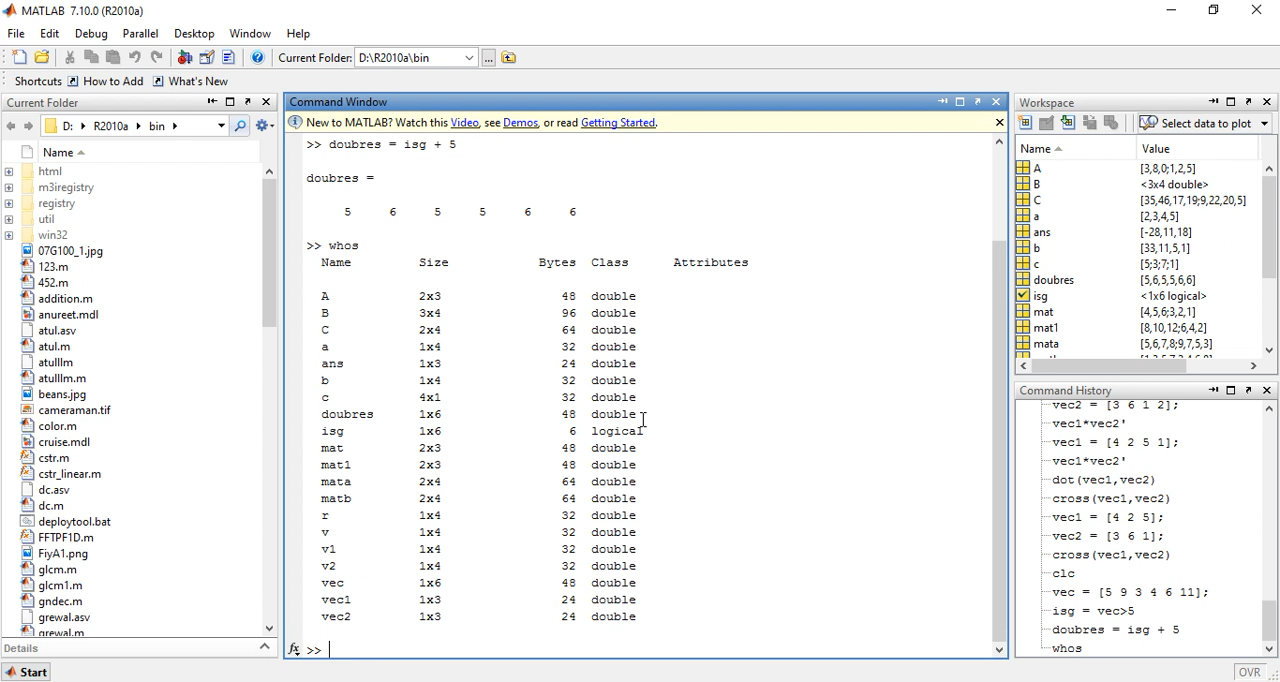 MATLAB 7.10.0 (R2010a)
File Edit Debug Parallel Desktop Window Help
Current Folder: D:\R2010a\bin ...
Shortcuts How to Add What's New
Current Folder
D: R2010a bin
Name
html
m3iregistry
registry
util
win32
07G100_1.jpg
123.m
452.m
addition.m
anureet.mdl
atul.asv
atul.m
atulllm
atulllm.m
beans.jpg
cameraman.tif
color.m
cruise.mdl
cstr.m
cstr_linear.m
dc.asv
dc.m
deploytool.bat
FFTPF1D.m
FiyA1.png
glcm.m
glcm1.m
gndec.m
grewal.asv
grewal.m
Details
Start
Command Window
New to MATLAB? Watch this Video, see Demos, or read Getting Started.
>> doubres = isg + 5
doubres =
5 6 5 5 6 6
>> whos
Name Size Bytes Class Attributes
A 2x3 48 double
B 3x4 96 double
C 2x4 64 double
a 1x4 32 double
ans 1x3 24 double
b 1x4 32 double
c 4x1 32 double
doubres 1x6 48 double
isg 1x6 6 logical
mat 2x3 48 double
mat1 2x3 48 double
mata 2x4 64 double
matb 2x4 64 double
r 1x4 32 double
v 1x4 32 double
v1 1x4 32 double
v2 1x4 32 double
vec 1x6 48 double
vec1 1x3 24 double
vec2 1x3 24 double
fx >>
Workspace
Select data to plot
Name Value
A [3,8,0;1,2,5]
B <3x4 double>
C [35,46,17,19;9,22,20,5]
a [2,3,4,5]
ans [-28,11,18]
b [33,11,5,1]
c [5;3;7;1]
doubres [5,6,5,5,6,6]
isg <1x6 logical>
mat [4,5,6;3,2,1]
mat1 [8,10,12;6,4,2]
mata [5,6,7,8;9,7,5,3]
Command History
vec2 = [3 6 1 2];
vec1*vec2'
vec1 = [4 2 5 1];
vec1*vec2'
dot(vec1,vec2)
cross(vec1,vec2)
vec1 = [4 2 5];
vec2 = [3 6 1];
cross(vec1,vec2)
clc
vec = [5 9 3 4 6 11];
isg = vec>5
doubres = isg + 5
whos
OVR